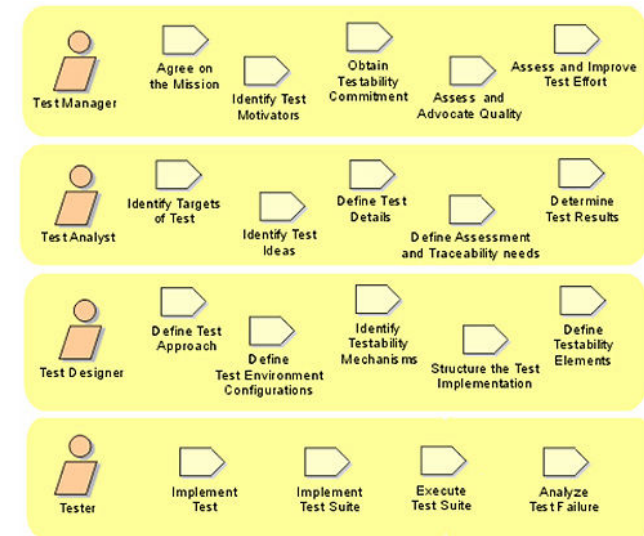 Test Manager
Agree on
the Mission
Identify Test
Motivators
Obtain
Testability
Commitment
Assess and
Advocate Quality
Assess and Improve
Test Effort
Test Analyst
Identify Targets
of Test
Identify Test
Ideas
Define Test
Details
Define Assessment
and Traceability needs
Determine
Test Results
Test Designer
Define Test
Approach
Define
Test Environment
Configurations
Identify
Testability
Mechanisms
Structure the Test
Implementation
Define
Testability
Elements
Tester
Implement
Test
Implement
Test Suite
Execute
Test Suite
Analyze
Test Failure